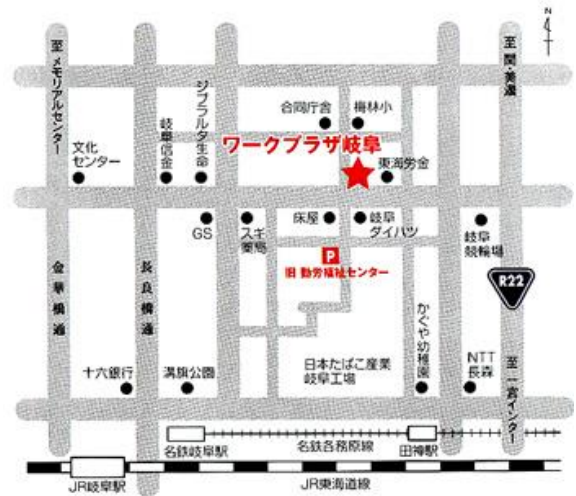 N
至 メモリアルセンター
至 関・美濃
ジブラルタ生命
岐阜信金
合同庁舎
梅林小
文化
センター
ワークプラザ岐阜
東海労金
GS
スギ
薬局
床屋
岐阜
ダイハツ
岐阜
競輪場
P
旧 勤労福祉センター
R22
金華橋通
長良橋通
かぐや幼稚園
日本たばこ産業
岐阜工場
十六銀行
溝旗公園
NTT
長森
至 一宮インター
名鉄岐阜駅
名鉄各務原線
田神駅
JR岐阜駅
JR東海道線